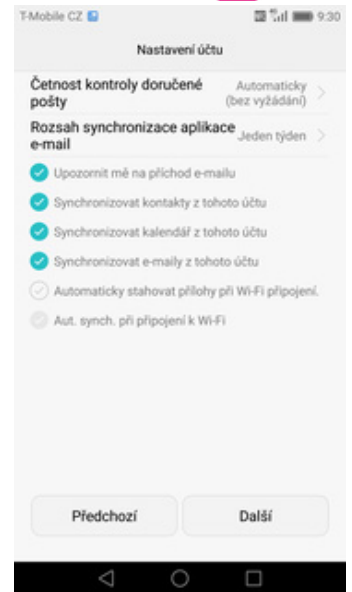 T-Mobile CZ 9:30
Nastavení účtu
Četnost kontroly doručené Automaticky
pošty (bez vyžádání)
Rozsah synchronizace aplikace Jeden týden
e-mail
Upozornit mě na příchod e-mailu
Synchronizovat kontakty z tohoto účtu
Synchronizovat kalendář z tohoto účtu
Synchronizovat e-maily z tohoto účtu
Automaticky stahovat přílohy při Wi-Fi připojení.
Aut. synch. při připojení k Wi-Fi
Předchozí Další